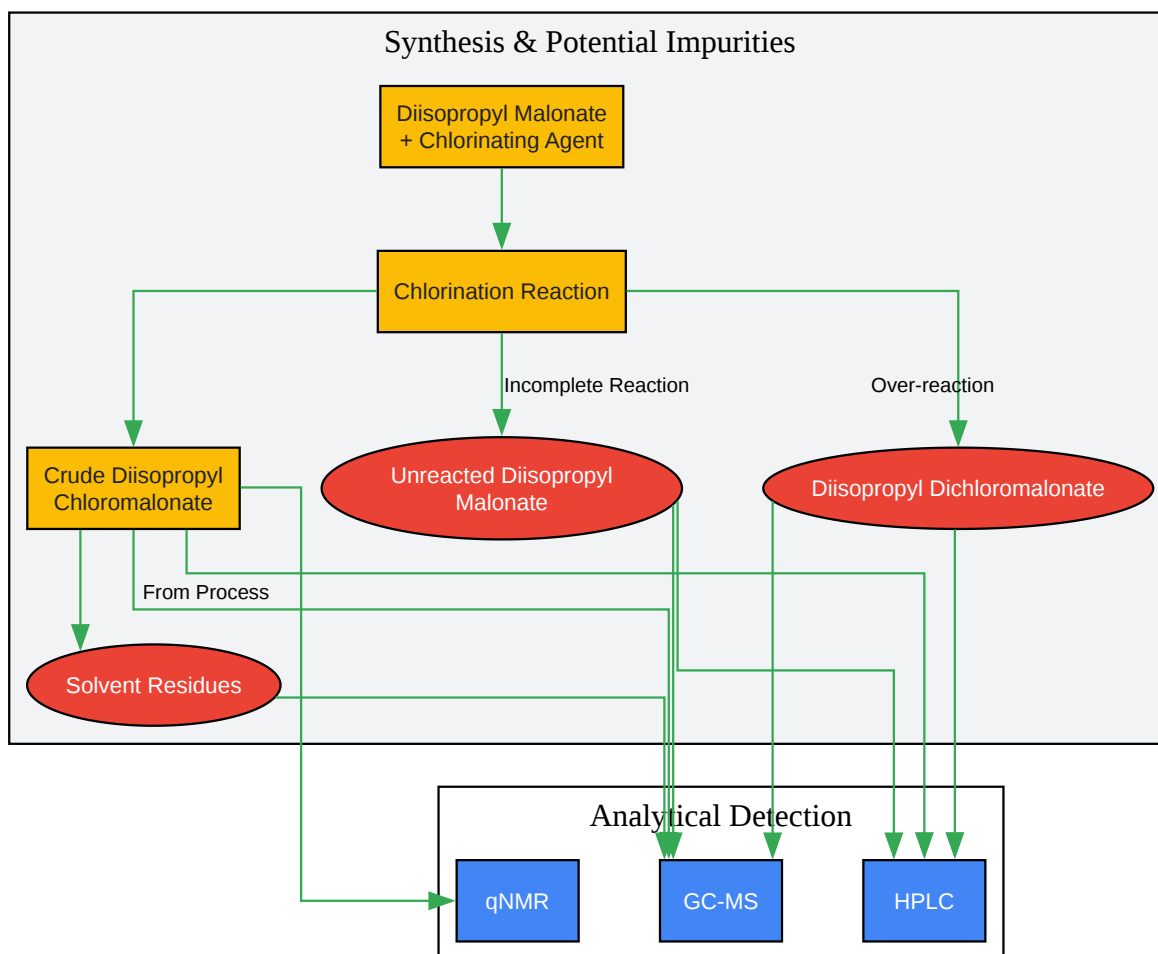 Synthesis & Potential Impurities
Diisopropyl Malonate
+ Chlorinating Agent
Chlorination Reaction
Incomplete Reaction
Over-reaction
Crude Diisopropyl
Chloromalonate
Unreacted Diisopropyl
Malonate
Diisopropyl Dichloromalonate
From Process
Solvent Residues
Analytical Detection
qNMR
GC-MS
HPLC